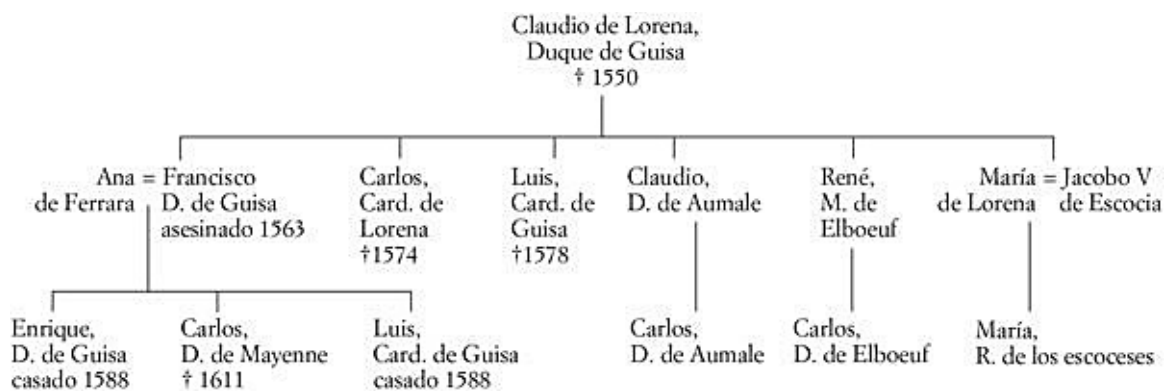 Claudio de Lorena,
Duque de Guisa
† 1550
Ana = Francisco
de Ferrara D. de Guisa
asesinado 1563
Carlos,
Card. de
Lorena
†1574
Luis,
Card. de
Guisa
†1578
Claudio,
D. de Aumale
René,
M. de
Elboeuf
María = Jacobo V
de Lorena de Escocia
Enrique,
D. de Guisa
casado 1588
Carlos,
D. de Mayenne
† 1611
Luis,
Card. de Guisa
casado 1588
Carlos,
D. de Aumale
Carlos,
D. de Elboeuf
María,
R. de los escoceses